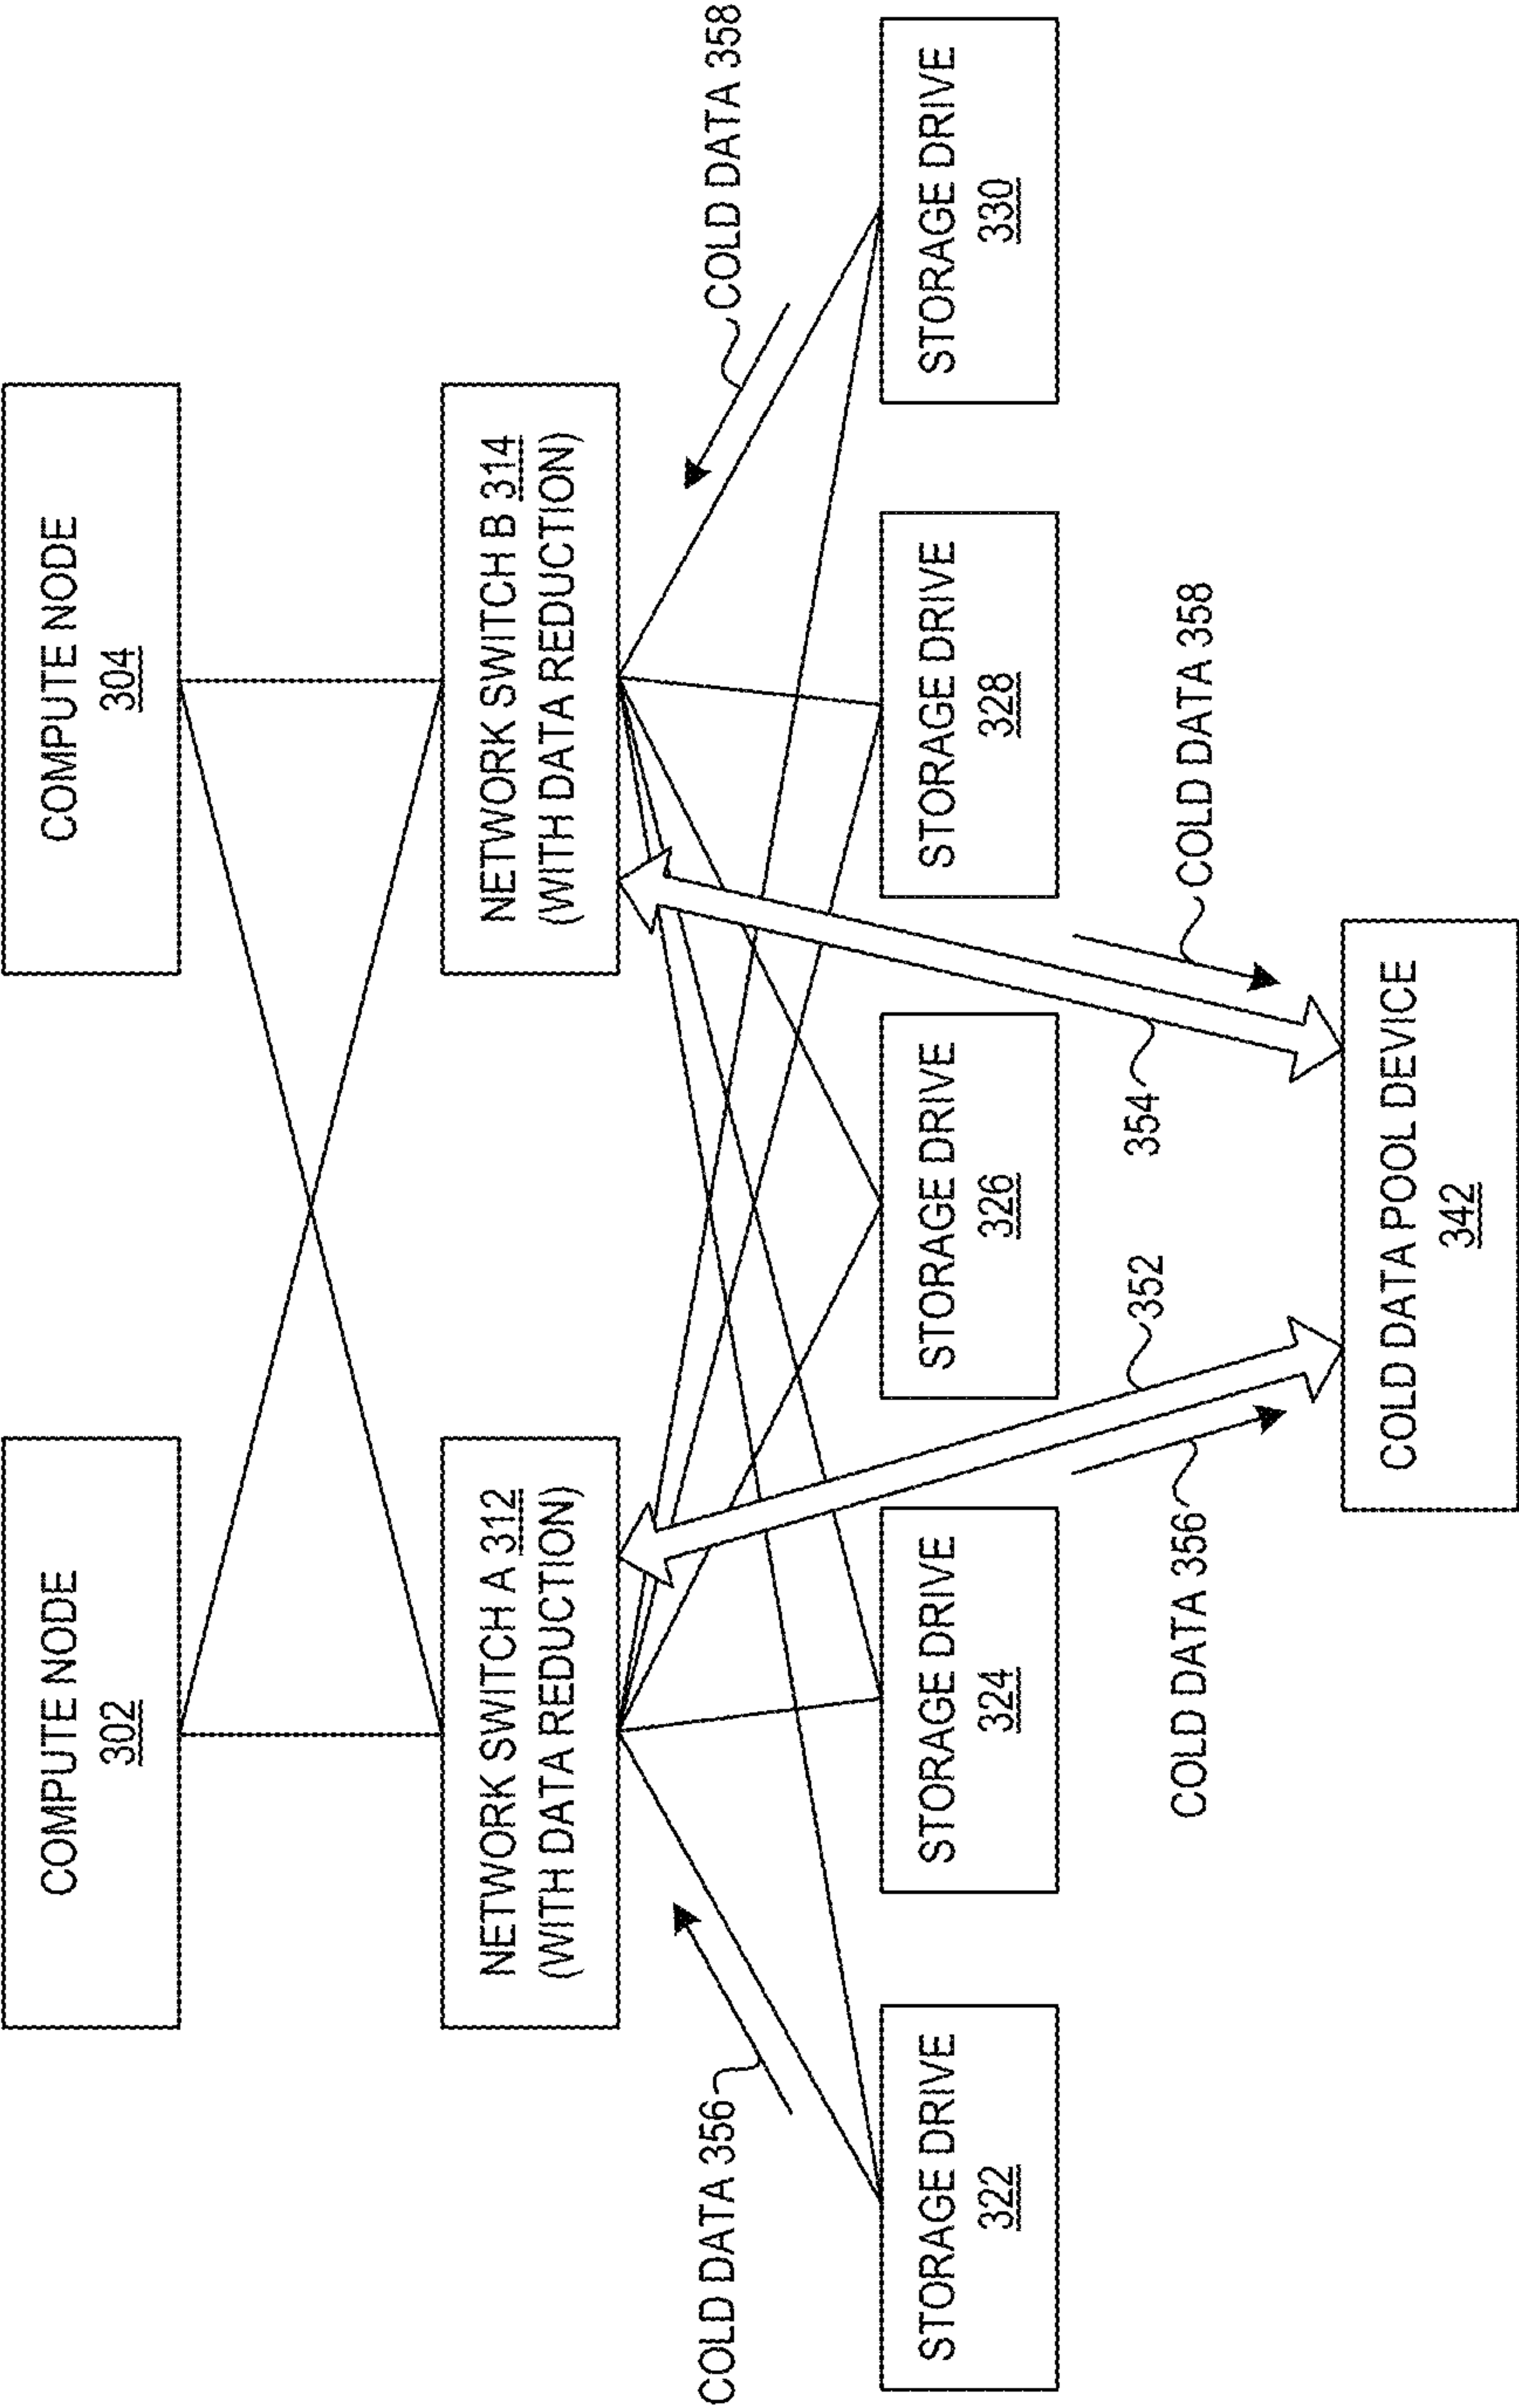 COMPUTE NODE
302
COMPUTE NODE
304
NETWORK SWITCH A 312
(WITH DATA REDUCTION)
NETWORK SWITCH B 314
(WITH DATA REDUCTION)
COLD DATA 356
COLD DATA 358
STORAGE DRIVE
322
STORAGE DRIVE
324
STORAGE DRIVE
326
STORAGE DRIVE
328
STORAGE DRIVE
330
COLD DATA 356
352
354
COLD DATA 358
COLD DATA POOL DEVICE
342